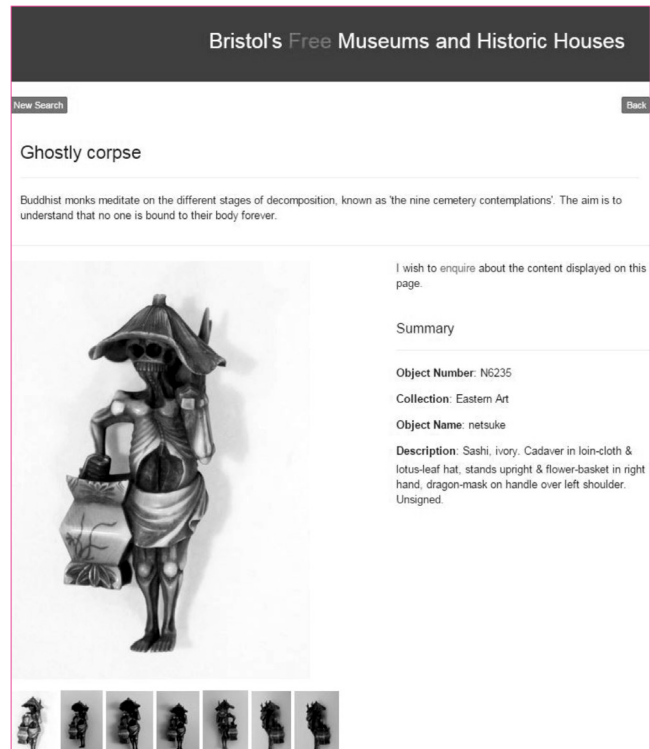 Bristol's Free Museums and Historic Houses
New Search
Back
Ghostly corpse
Buddhist monks meditate on the different stages of decomposition, known as 'the nine cemetery contemplations'. The aim is to
understand that no one is bound to their body forever.
I wish to enquire about the content displayed on this
page.
Summary
Object Number: N6235
Collection: Eastern Art
Object Name: netsuke
Description: Sashi, ivory. Cadaver in loin-cloth &
lotus-leaf hat, stands upright & flower-basket in right
hand, dragon-mask on handle over left shoulder.
Unsigned.